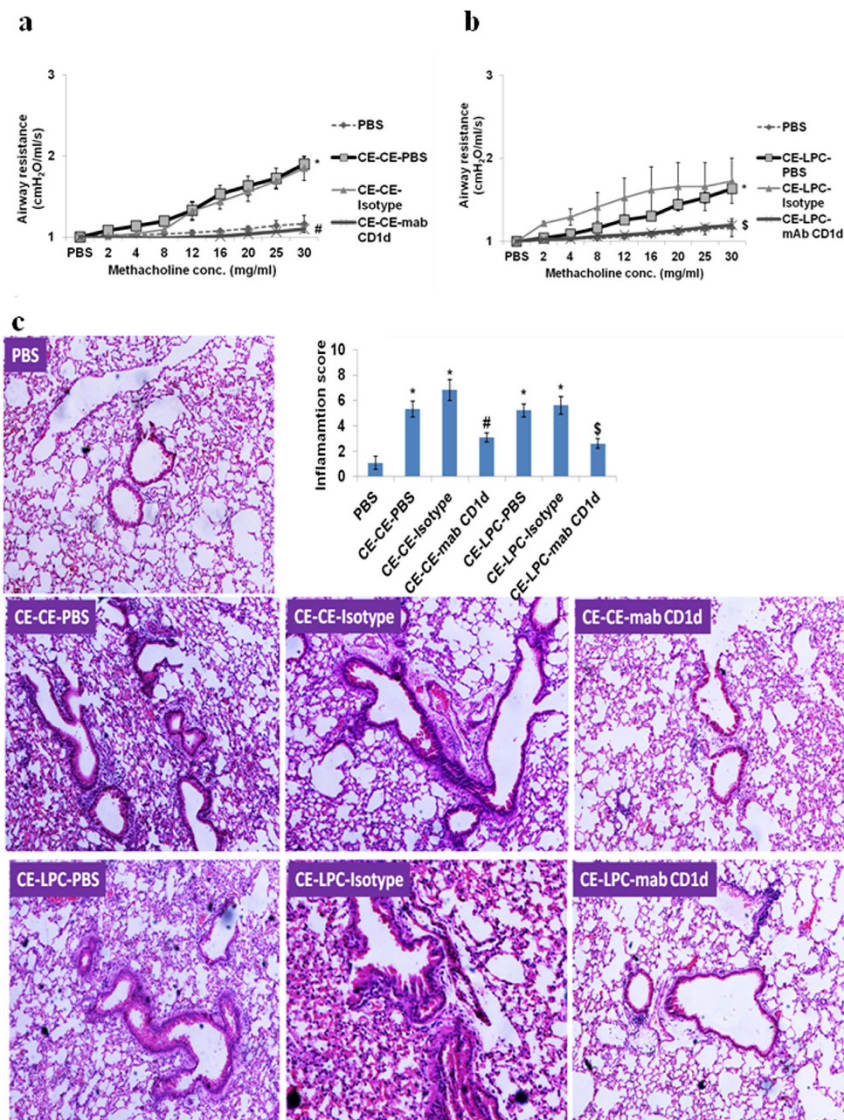 a
b
3
2
1
Airway resistance
(cmH2O/ml/s)
PBS 2 4 8 12 16 20 25 30
Methacholine conc. (mg/ml)
*
#
PBS
CE-CE-PBS
CE-CE-
Isotype
CE-CE-mab
CD1d
3
2
1
Airway resistance
(cmH2O/ml/s)
PBS 2 4 8 12 16 20 25 30
Methacholine conc. (mg/ml)
*
$
PBS
CE-LPC-
PBS
CE-LPC-
Isotype
CE-LPC-
mAb CD1d
c
PBS
Inflamamtion score
10
8
6
4
2
0
* * # * * $
PBS
CE-CE-PBS
CE-CE-Isotype
CE-CE-mab CD1d
CE-LPC-PBS
CE-LPC-Isotype
CE-LPC-mab CD1d
CE-CE-PBS
CE-CE-Isotype
CE-CE-mab CD1d
CE-LPC-PBS
CE-LPC-Isotype
CE-LPC-mab CD1d